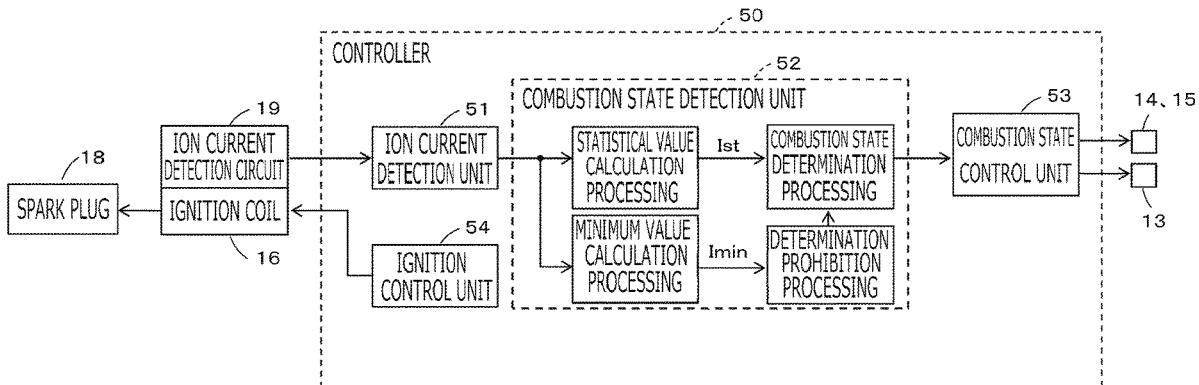 50
CONTROLLER
52
COMBUSTION STATE DETECTION UNIT
19
ION CURRENT
DETECTION CIRCUIT
51
ION CURRENT
DETECTION UNIT
STATISTICAL VALUE
CALCULATION
PROCESSING
Ist
COMBUSTION STATE
DETERMINATION
PROCESSING
53
COMBUSTION STATE
CONTROL UNIT
14、15
13
18
SPARK PLUG
IGNITION COIL
16
54
IGNITION
CONTROL UNIT
MINIMUM VALUE
CALCULATION
PROCESSING
Imin
DETERMINATION
PROHIBITION
PROCESSING